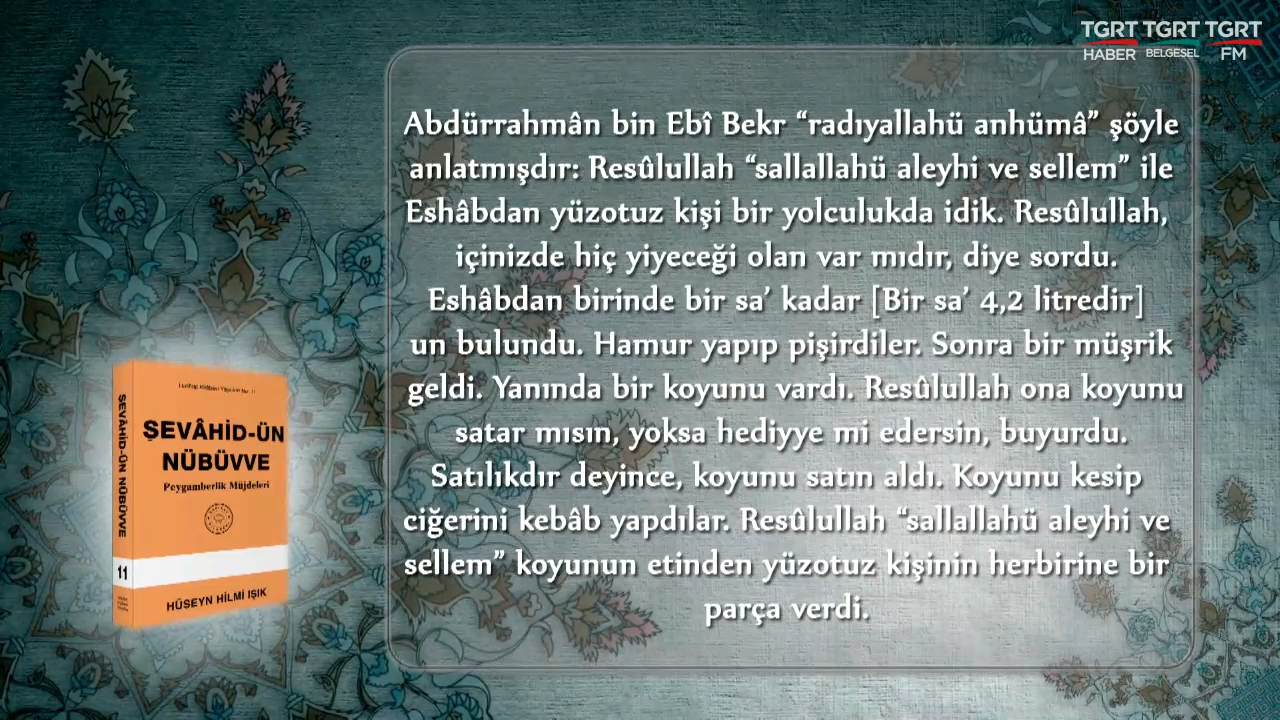 TGRT TGRT TGRT
HABER BELGESEL FM
Abdürrahmân bin Ebî Bekr “radıyallahü anhümâ” şöyle
anlatmışdır: Resûlullah “sallallahü aleyhi ve sellem” ile
Eshâbdan yüzotuz kişi bir yolculukda idik. Resûlullah,
içinizde hiç yiyeceği olan var mıdır, diye sordu.
Eshâbdan birinde bir sa’ kadar [Bir sa’ 4,2 litredir]
un bulundu. Hamur yapıp pişirdiler. Sonra bir müşrik
geldi. Yanında bir koyunu vardı. Resûlullah ona koyunu
satar mısın, yoksa hediyye mi edersin, buyurdu.
Satılıkdır deyince, koyunu satın aldı. Koyunu kesip
ciğerini kebâb yapdılar. Resûlullah “sallallahü aleyhi ve
sellem” koyunun etinden yüzotuz kişinin herbirine bir
parça verdi.
ŞEVÂHİD-ÜN NÜBÜVVE
11
ŞEVÂHİD-ÜN
NÜBÜVVE
Peygamberlik Müjdeleri
HÜSEYN HİLMİ IŞIK